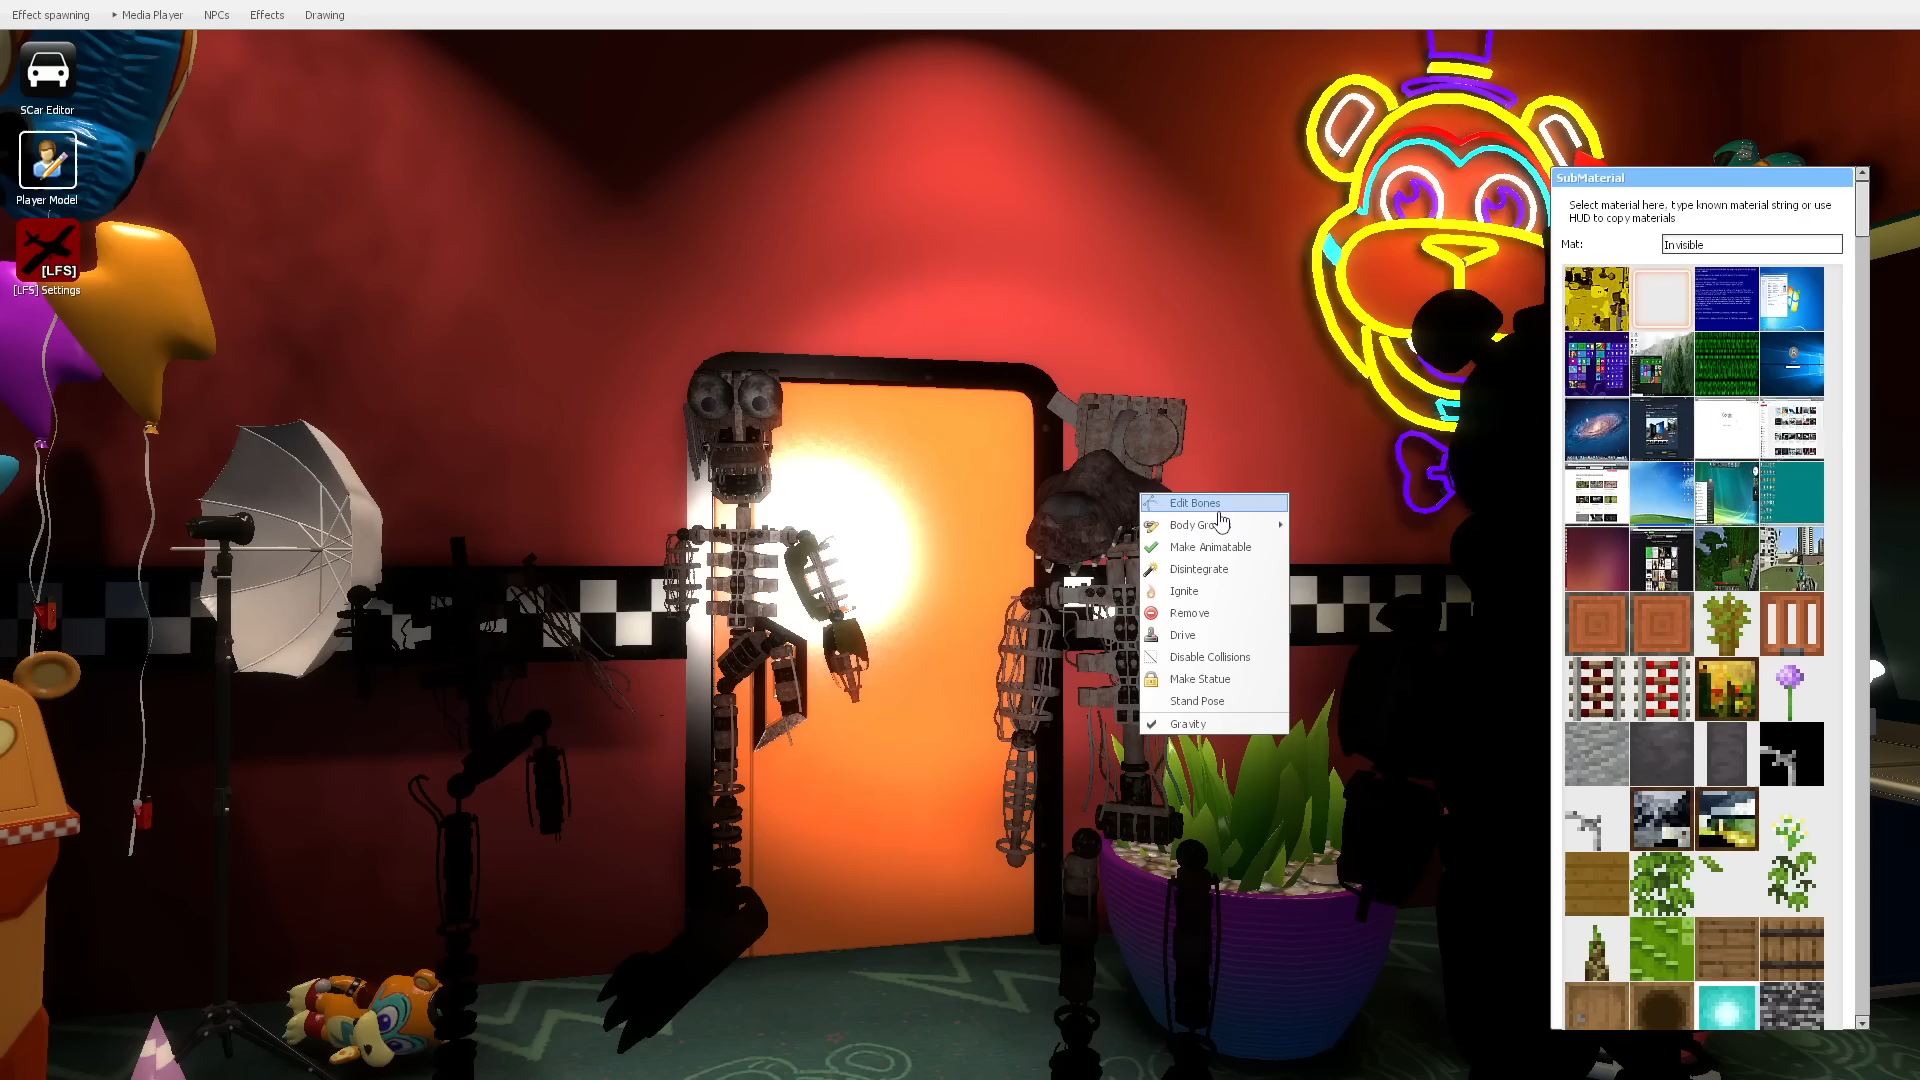 Effect spawning
Media Player
NPCs
Effects
Drawing
SCar Editor
Player Model
[LFS]
[LFS] Settings
Edit Bones
Make Animatable
Disintegrate
Ignite
Remove
Drive
Disable Collisions
Make Statue
Stand Pose
Gravity
SubMaterial
Select material here, type known material string or use
HUD to copy materials
Mat:
Invisible